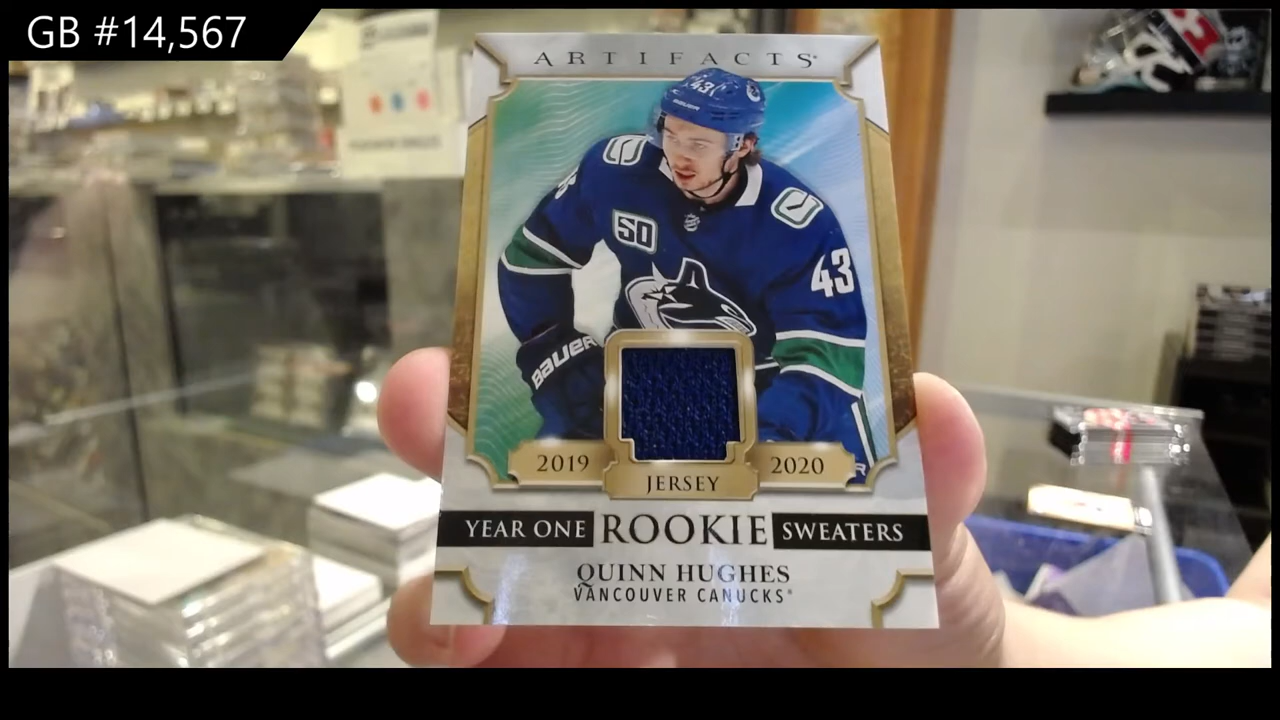 GB #14,567
ARTIFACTS
43
BAUER
50
43
BAUER
2019
2020
JERSEY
YEAR ONE ROOKIE SWEATERS
QUINN HUGHES
VANCOUVER CANUCKS